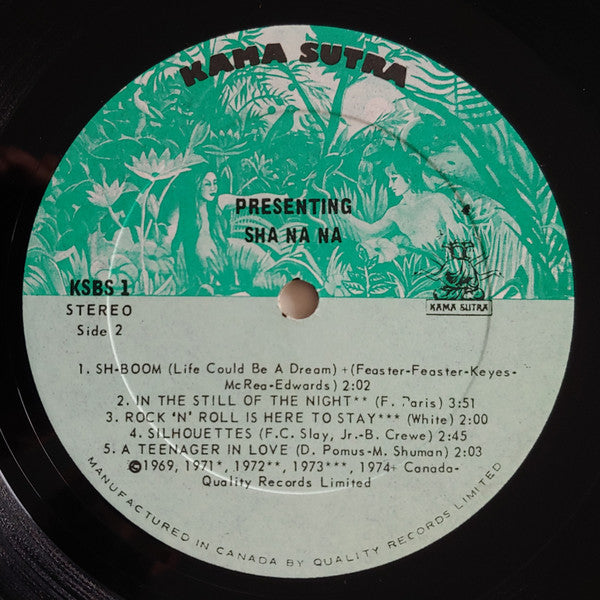 KAMA SUTRA
PRESENTING
SHA NA NA
KSBS 1
STEREO
Side 2
KAMA SUTRA
1. SH-BOOM (Life Could Be A Dream) +(Feaster-Feaster-Keyes-
McRea-Edwards) 2:02
2. IN THE STILL OF THE NIGHT** (F. Paris) 3:51
3. ROCK 'N' ROLL IS HERE TO STAY*** (White) 2:00
4. SILHOUETTES (F.C. Slay, Jr.-B. Crewe) 2:45
5. A TEENAGER IN LOVE (D. Pomus-M. Shuman) 2:03
©1969, 1971*, 1972**, 1973***, 1974+ Canada-
Quality Records Limited
MANUFACTURED IN CANADA BY QUALITY RECORDS LIMITED